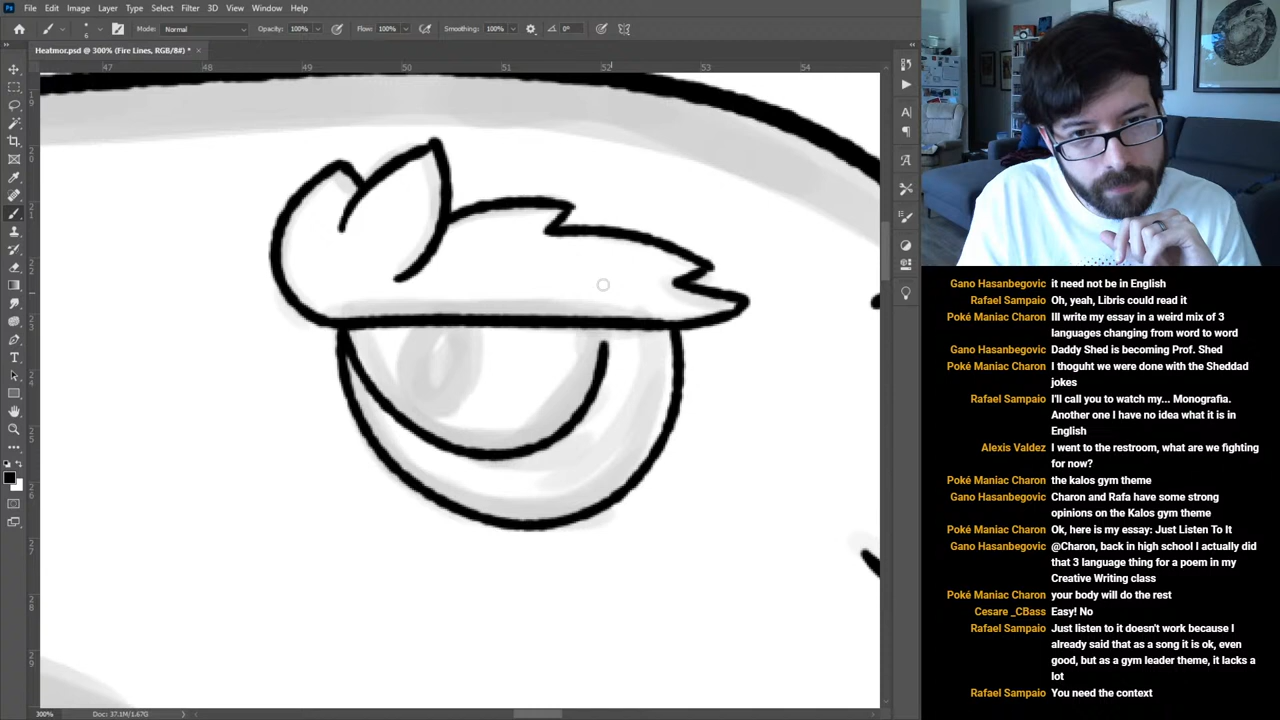 File Edit Image Layer Type Select Filter 3D View Window Help
6 Mode: Normal Opacity: 100% Flow: 100% Smoothing: 100% 0°
Heatmor.psd @ 300% (Fire Lines, RGB/8#) *
47 48 49 50 51 52 53 54
Gano Hasanbegovic it need not be in English
Rafael Sampaio Oh, yeah, Libris could read it
Poké Maniac Charon Ill write my essay in a weird mix of 3
languages changing from word to word
Gano Hasanbegovic Daddy Shed is becoming Prof. Shed
Poké Maniac Charon I thoguht we were done with the Sheddad
jokes
Rafael Sampaio I'll call you to watch my... Monografia.
Another one I have no idea what it is in
English
Alexis Valdez I went to the restroom, what are we fighting
for now?
Poké Maniac Charon the kalos gym theme
Gano Hasanbegovic Charon and Rafa have some strong
opinions on the Kalos gym theme
Poké Maniac Charon Ok, here is my essay: Just Listen To It
Gano Hasanbegovic @Charon, back in high school I actually did
that 3 language thing for a poem in my
Creative Writing class
Poké Maniac Charon your body will do the rest
Cesare _CBass Easy! No
Rafael Sampaio Just listen to it doesn't work because I
already said that as a song it is ok, even
good, but as a gym leader theme, it lacks a
lot
Rafael Sampaio You need the context
300% Doc: 37.1M/1.67G